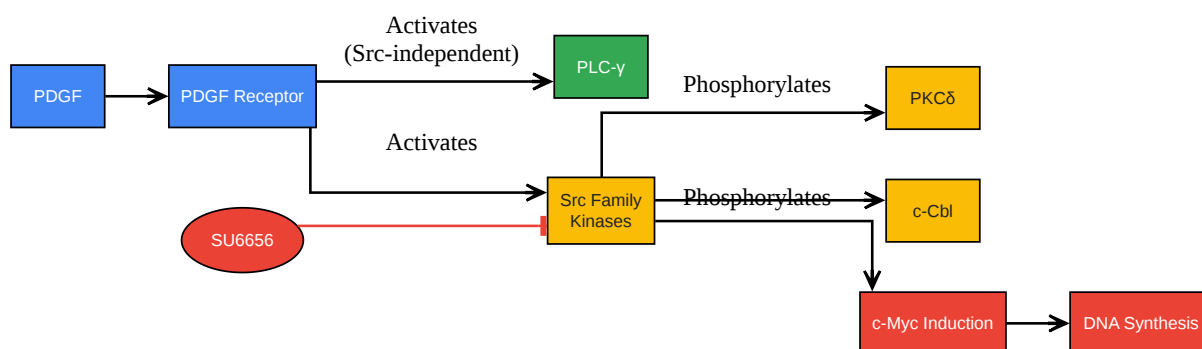 Activates
(Src-independent)
PDGF
PDGF Receptor
PLC-γ
Phosphorylates
PKCδ
Activates
Src Family
Kinases
Phosphorylates
c-Cbl
SU6656
c-Myc Induction
DNA Synthesis